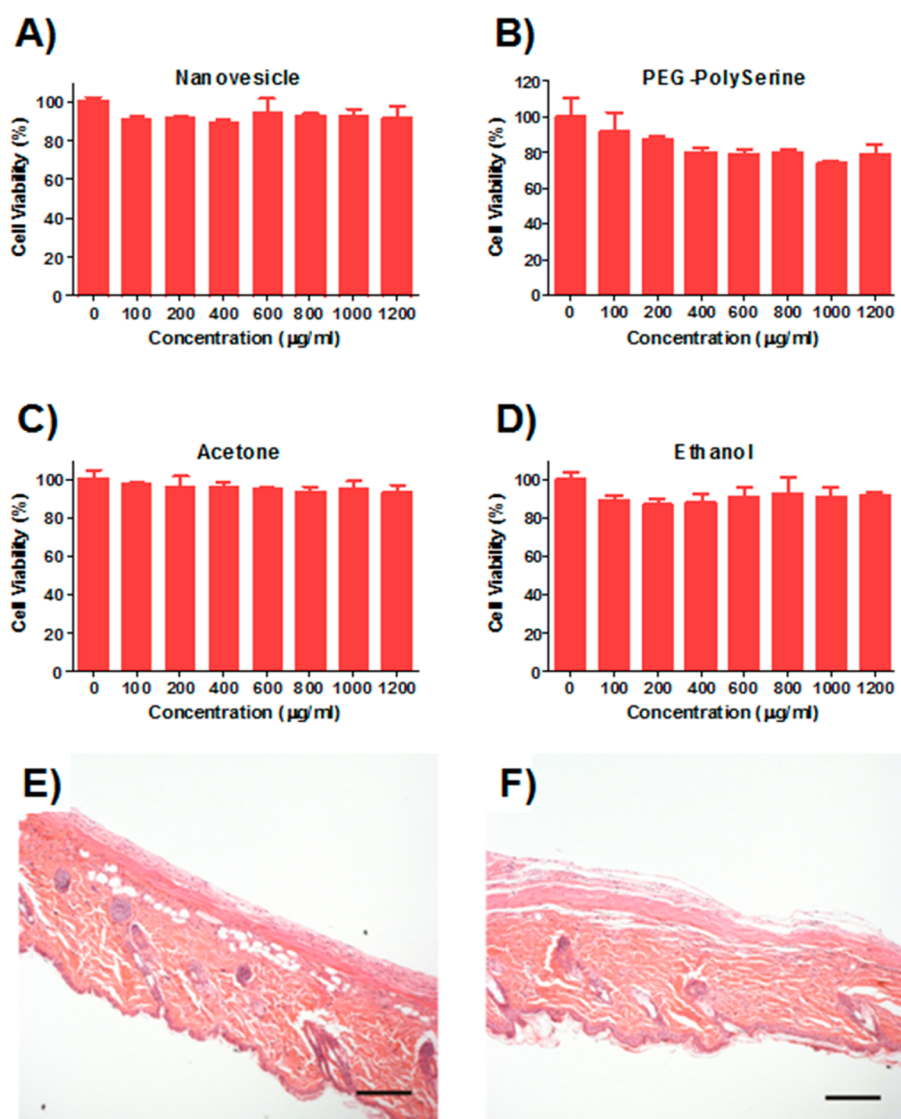 A)
Nanovesicle
Cell Viability (%)
100
80
60
40
20
0
0 100 200 400 600 800 1000 1200
Concentration (µg/ml)
B)
PEG-PolySerine
Cell Viability (%)
120
100
80
60
40
20
0
0 100 200 400 600 800 1000 1200
Concentration (µg/ml)
C)
Acetone
Cell Viability (%)
100
80
60
40
20
0
0 100 200 400 600 800 1000 1200
Concentration (µg/ml)
D)
Ethanol
Cell Viability (%)
100
80
60
40
20
0
0 100 200 400 600 800 1000 1200
Concentration (µg/ml)
E)
F)